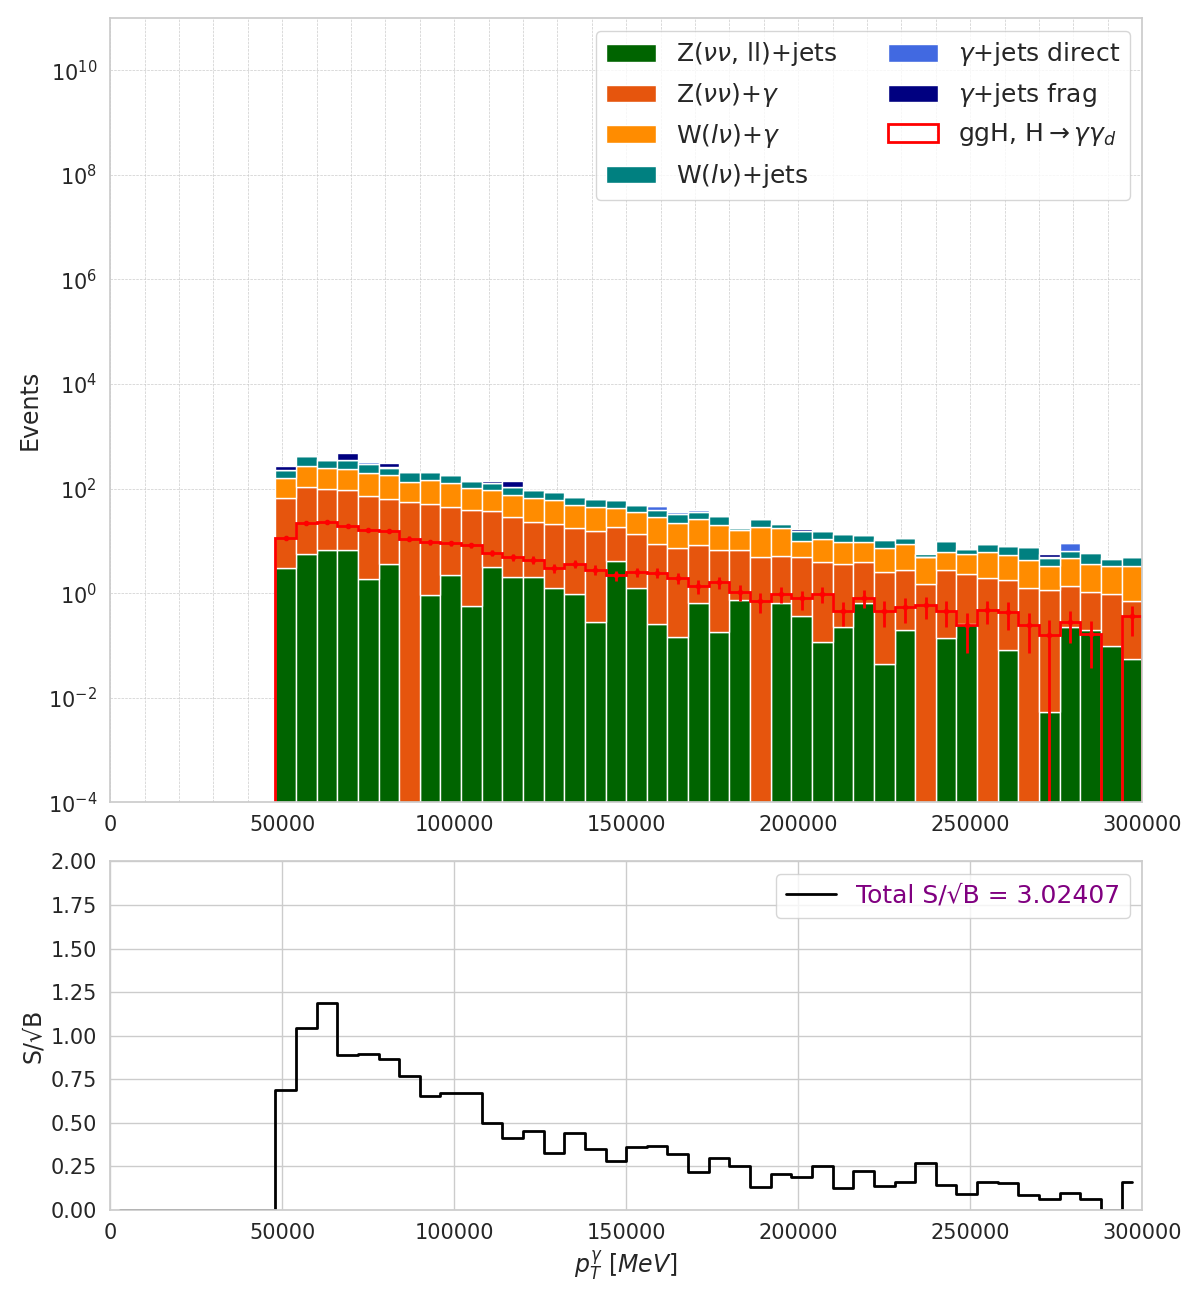 Z(νν, ll)+jets
Z(νν)+γ
W(lν)+γ
W(lν)+jets
γ+jets direct
γ+jets frag
ggH, H→γγ_d
Events
10^10
10^8
10^6
10^4
10^2
10^0
10^−2
10^−4
0 50000 100000 150000 200000 250000 300000
Total S/√B = 3.02407
S/√B
2.00
1.75
1.50
1.25
1.00
0.75
0.50
0.25
0.00
0 50000 100000 150000 200000 250000 300000
p_T^γ [MeV]